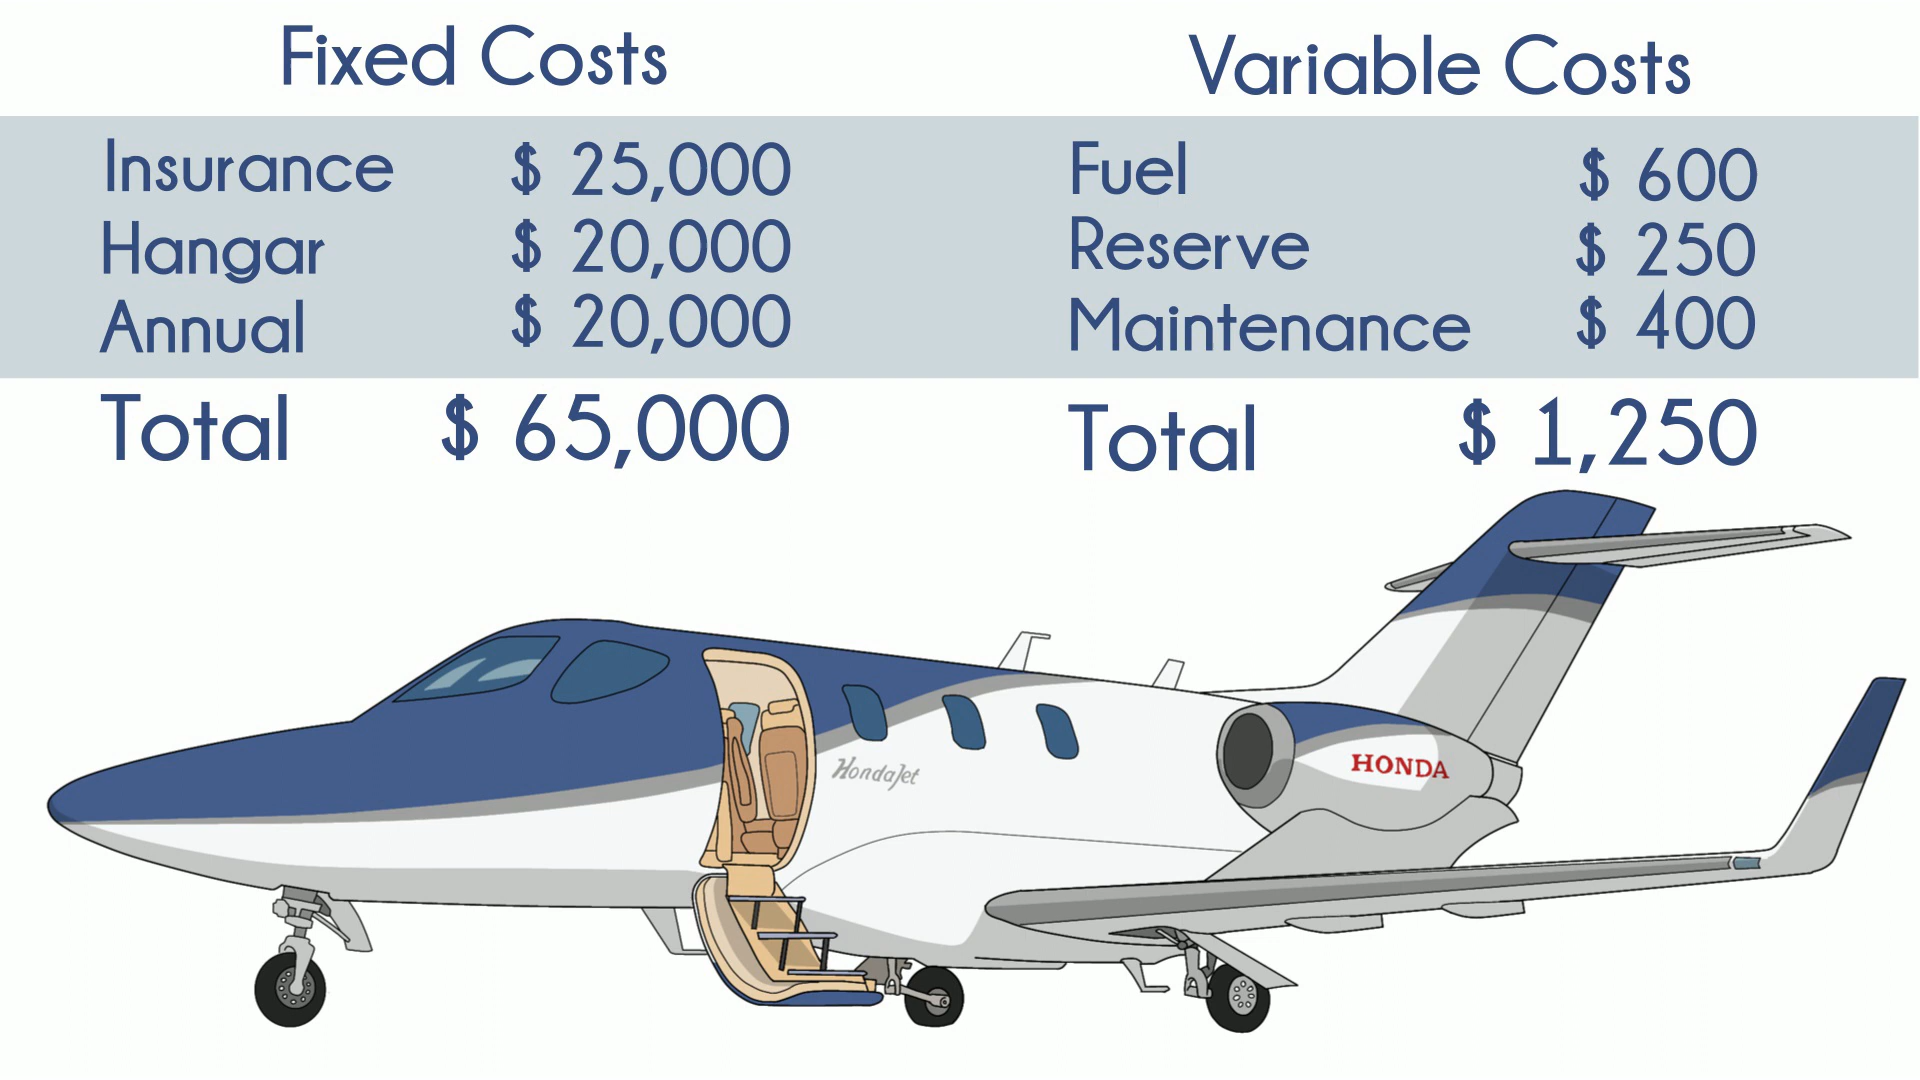 Fixed Costs
Insurance $ 25,000
Hangar $ 20,000
Annual $ 20,000
Total $ 65,000
Variable Costs
Fuel $ 600
Reserve $ 250
Maintenance $ 400
Total $ 1,250
HondaJet
HONDA